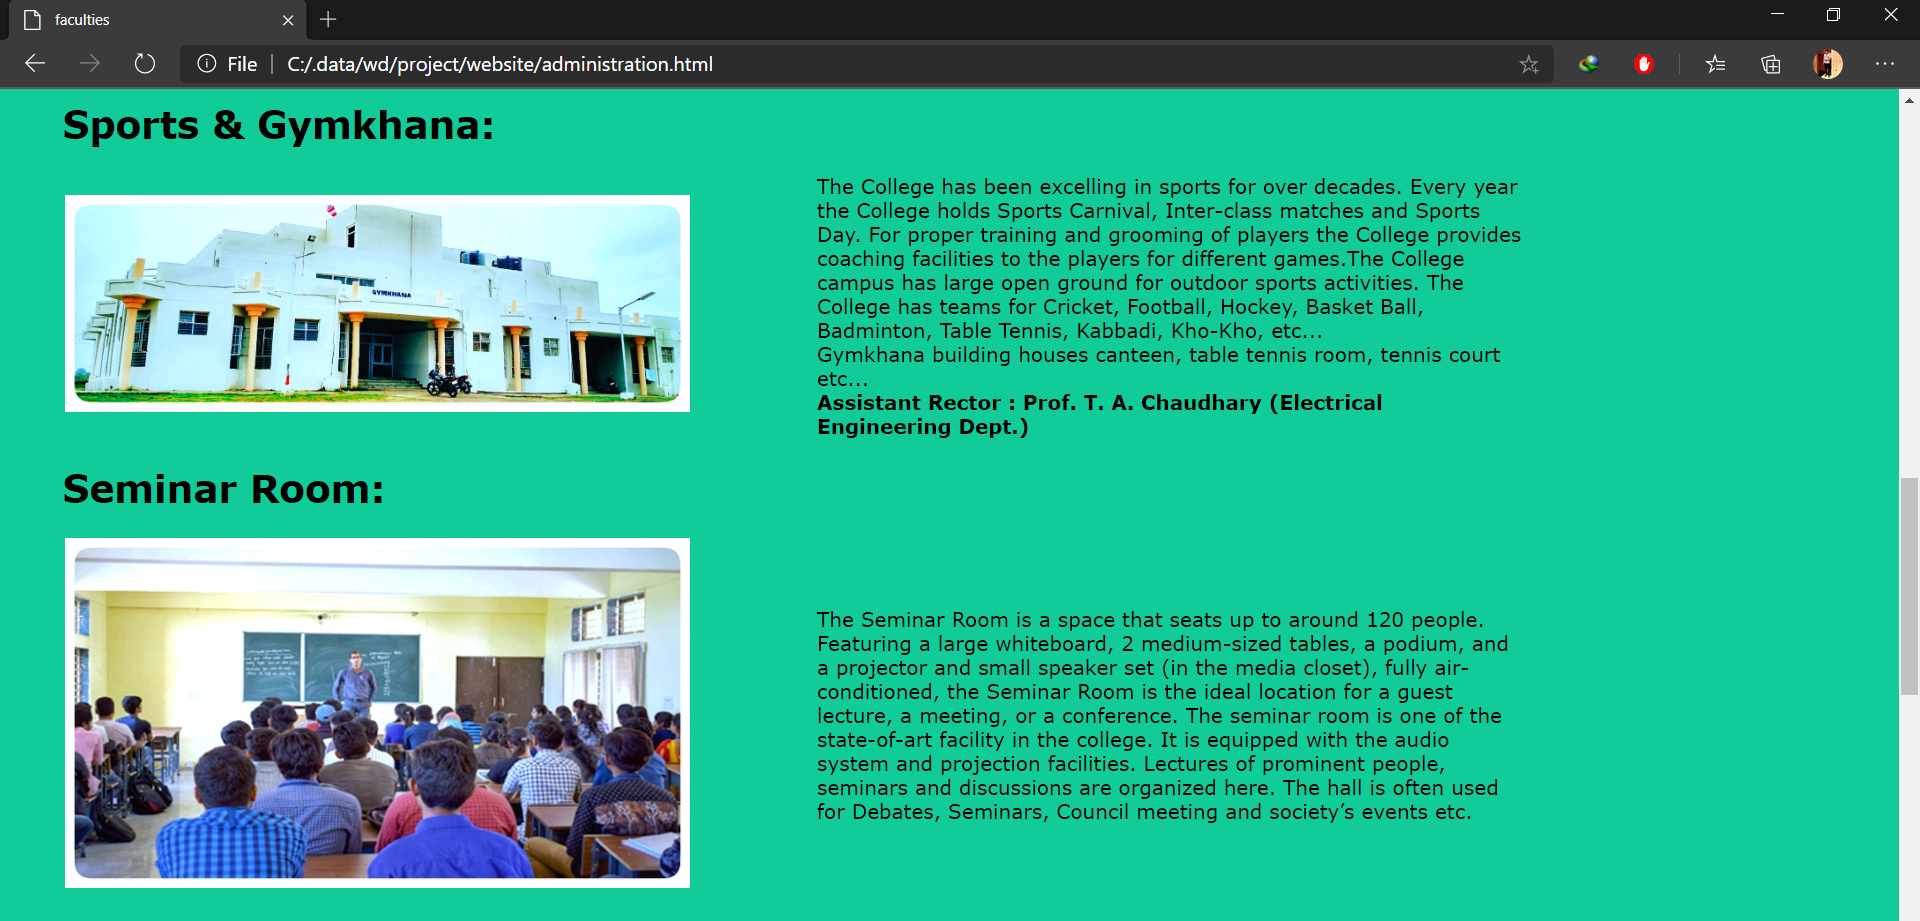 faculties
File
C:/.data/wd/project/website/administration.html
Sports & Gymkhana:
GYMKHANA
The College has been excelling in sports for over decades. Every year
the College holds Sports Carnival, Inter-class matches and Sports
Day. For proper training and grooming of players the College provides
coaching facilities to the players for different games.The College
campus has large open ground for outdoor sports activities. The
College has teams for Cricket, Football, Hockey, Basket Ball,
Badminton, Table Tennis, Kabbadi, Kho-Kho, etc...
Gymkhana building houses canteen, table tennis room, tennis court
etc...
Assistant Rector : Prof. T. A. Chaudhary (Electrical
Engineering Dept.)
Seminar Room:
The Seminar Room is a space that seats up to around 120 people.
Featuring a large whiteboard, 2 medium-sized tables, a podium, and
a projector and small speaker set (in the media closet), fully air-
conditioned, the Seminar Room is the ideal location for a guest
lecture, a meeting, or a conference. The seminar room is one of the
state-of-art facility in the college. It is equipped with the audio
system and projection facilities. Lectures of prominent people,
seminars and discussions are organized here. The hall is often used
for Debates, Seminars, Council meeting and society’s events etc.